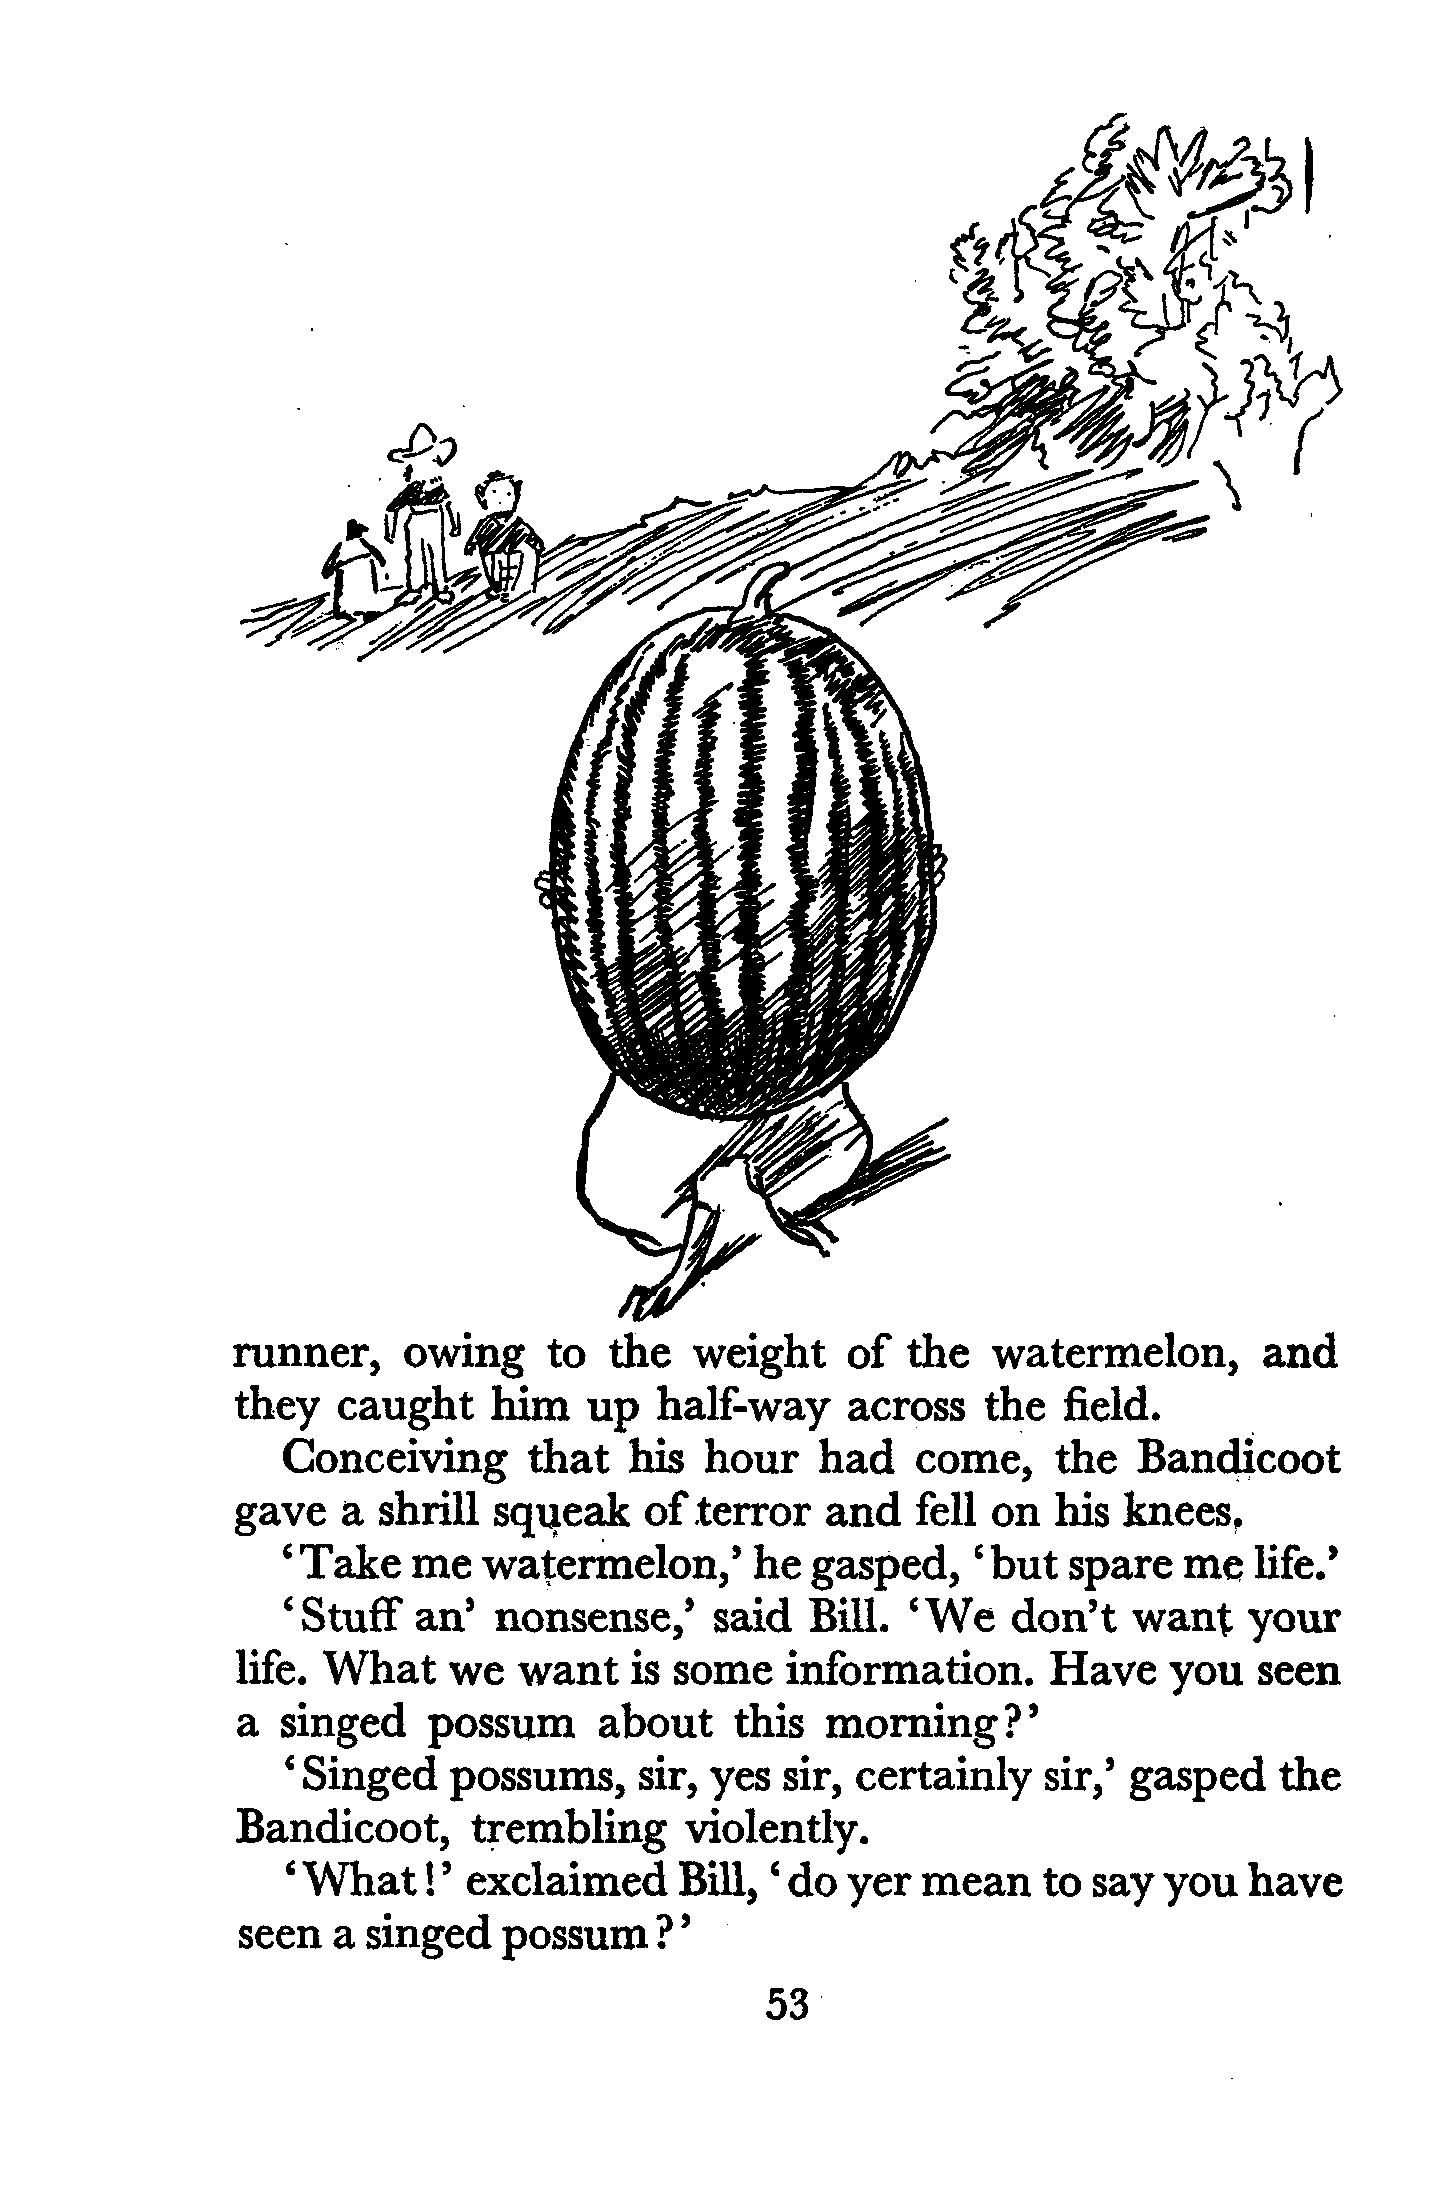 runner, owing to the weight of the watermelon, and
they caught him up half-way across the field.
Conceiving that his hour had come, the Bandicoot
gave a shrill squeak of terror and fell on his knees.
‘Take me watermelon,’ he gasped, ‘but spare me life.’
‘Stuff an’ nonsense,’ said Bill. ‘We don’t want your
life. What we want is some information. Have you seen
a singed possum about this morning?’
‘Singed possums, sir, yes sir, certainly sir,’ gasped the
Bandicoot, trembling violently.
‘What!’ exclaimed Bill, ‘do yer mean to say you have
seen a singed possum?’
53